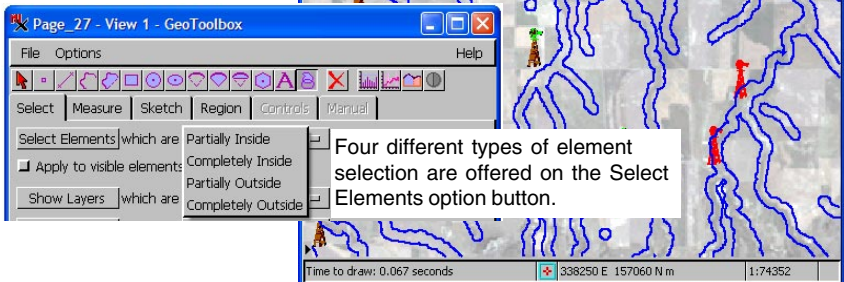 Page_27 - View 1 - GeoToolbox
File Options Help
Select Measure Sketch Region Controls Manual
Select Elements which are
Partially Inside
Completely Inside
Partially Outside
Completely Outside
Apply to visible elements
Show Layers which are
Four different types of element
selection are offered on the Select
Elements option button.
Time to draw: 0.067 seconds 338250 E 157060 N m 1:74352